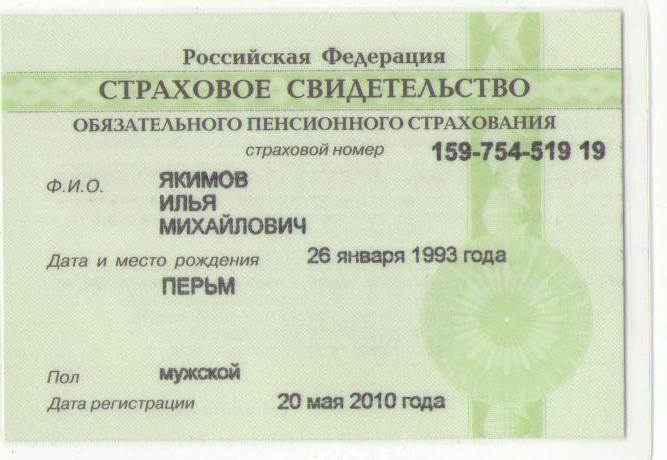 Российская Федерация
СТРАХОВОЕ СВИДЕТЕЛЬСТВО
ОБЯЗАТЕЛЬНОГО ПЕНСИОННОГО СТРАХОВАНИЯ
страховой номер 159-754-519 19
Ф.И.О. ЯКИМОВ
ИЛЬЯ
МИХАЙЛОВИЧ
Дата и место рождения 26 января 1993 года
ПЕРЬМ
Пол мужской
Дата регистрации 20 мая 2010 года